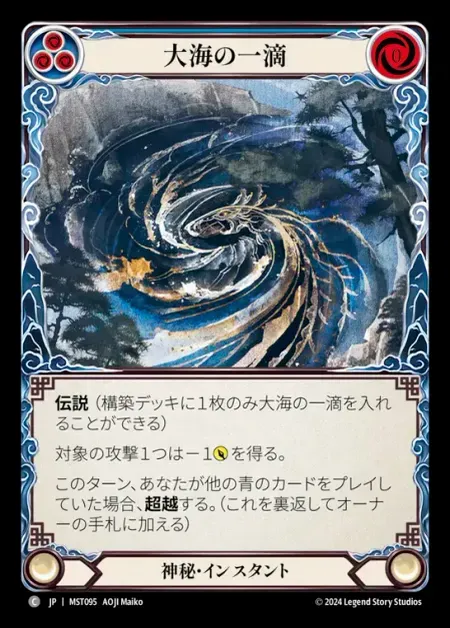 0
大海の一滴
伝説（構築デッキに１枚のみ大海の一滴を入れ
ることができる）
対象の攻撃１つは－１を得る。
このターン、あなたが他の青のカードをプレイし
ていた場合、超越する。（これを裏返してオーナ
ーの手札に加える）
神秘・インスタント
C JP | MST095 AOJI Maiko
© 2024 Legend Story Studios